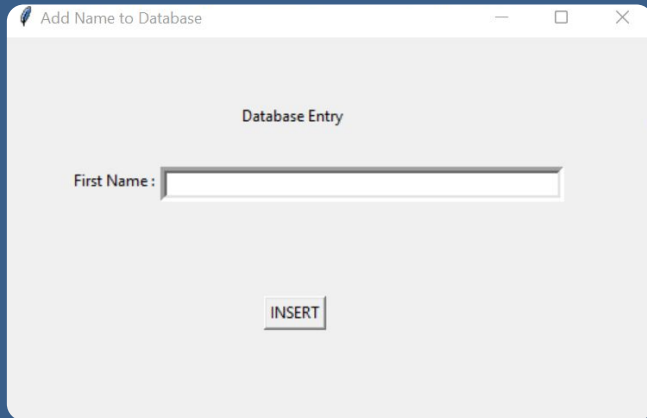 Add Name to Database
Database Entry
First Name :
INSERT